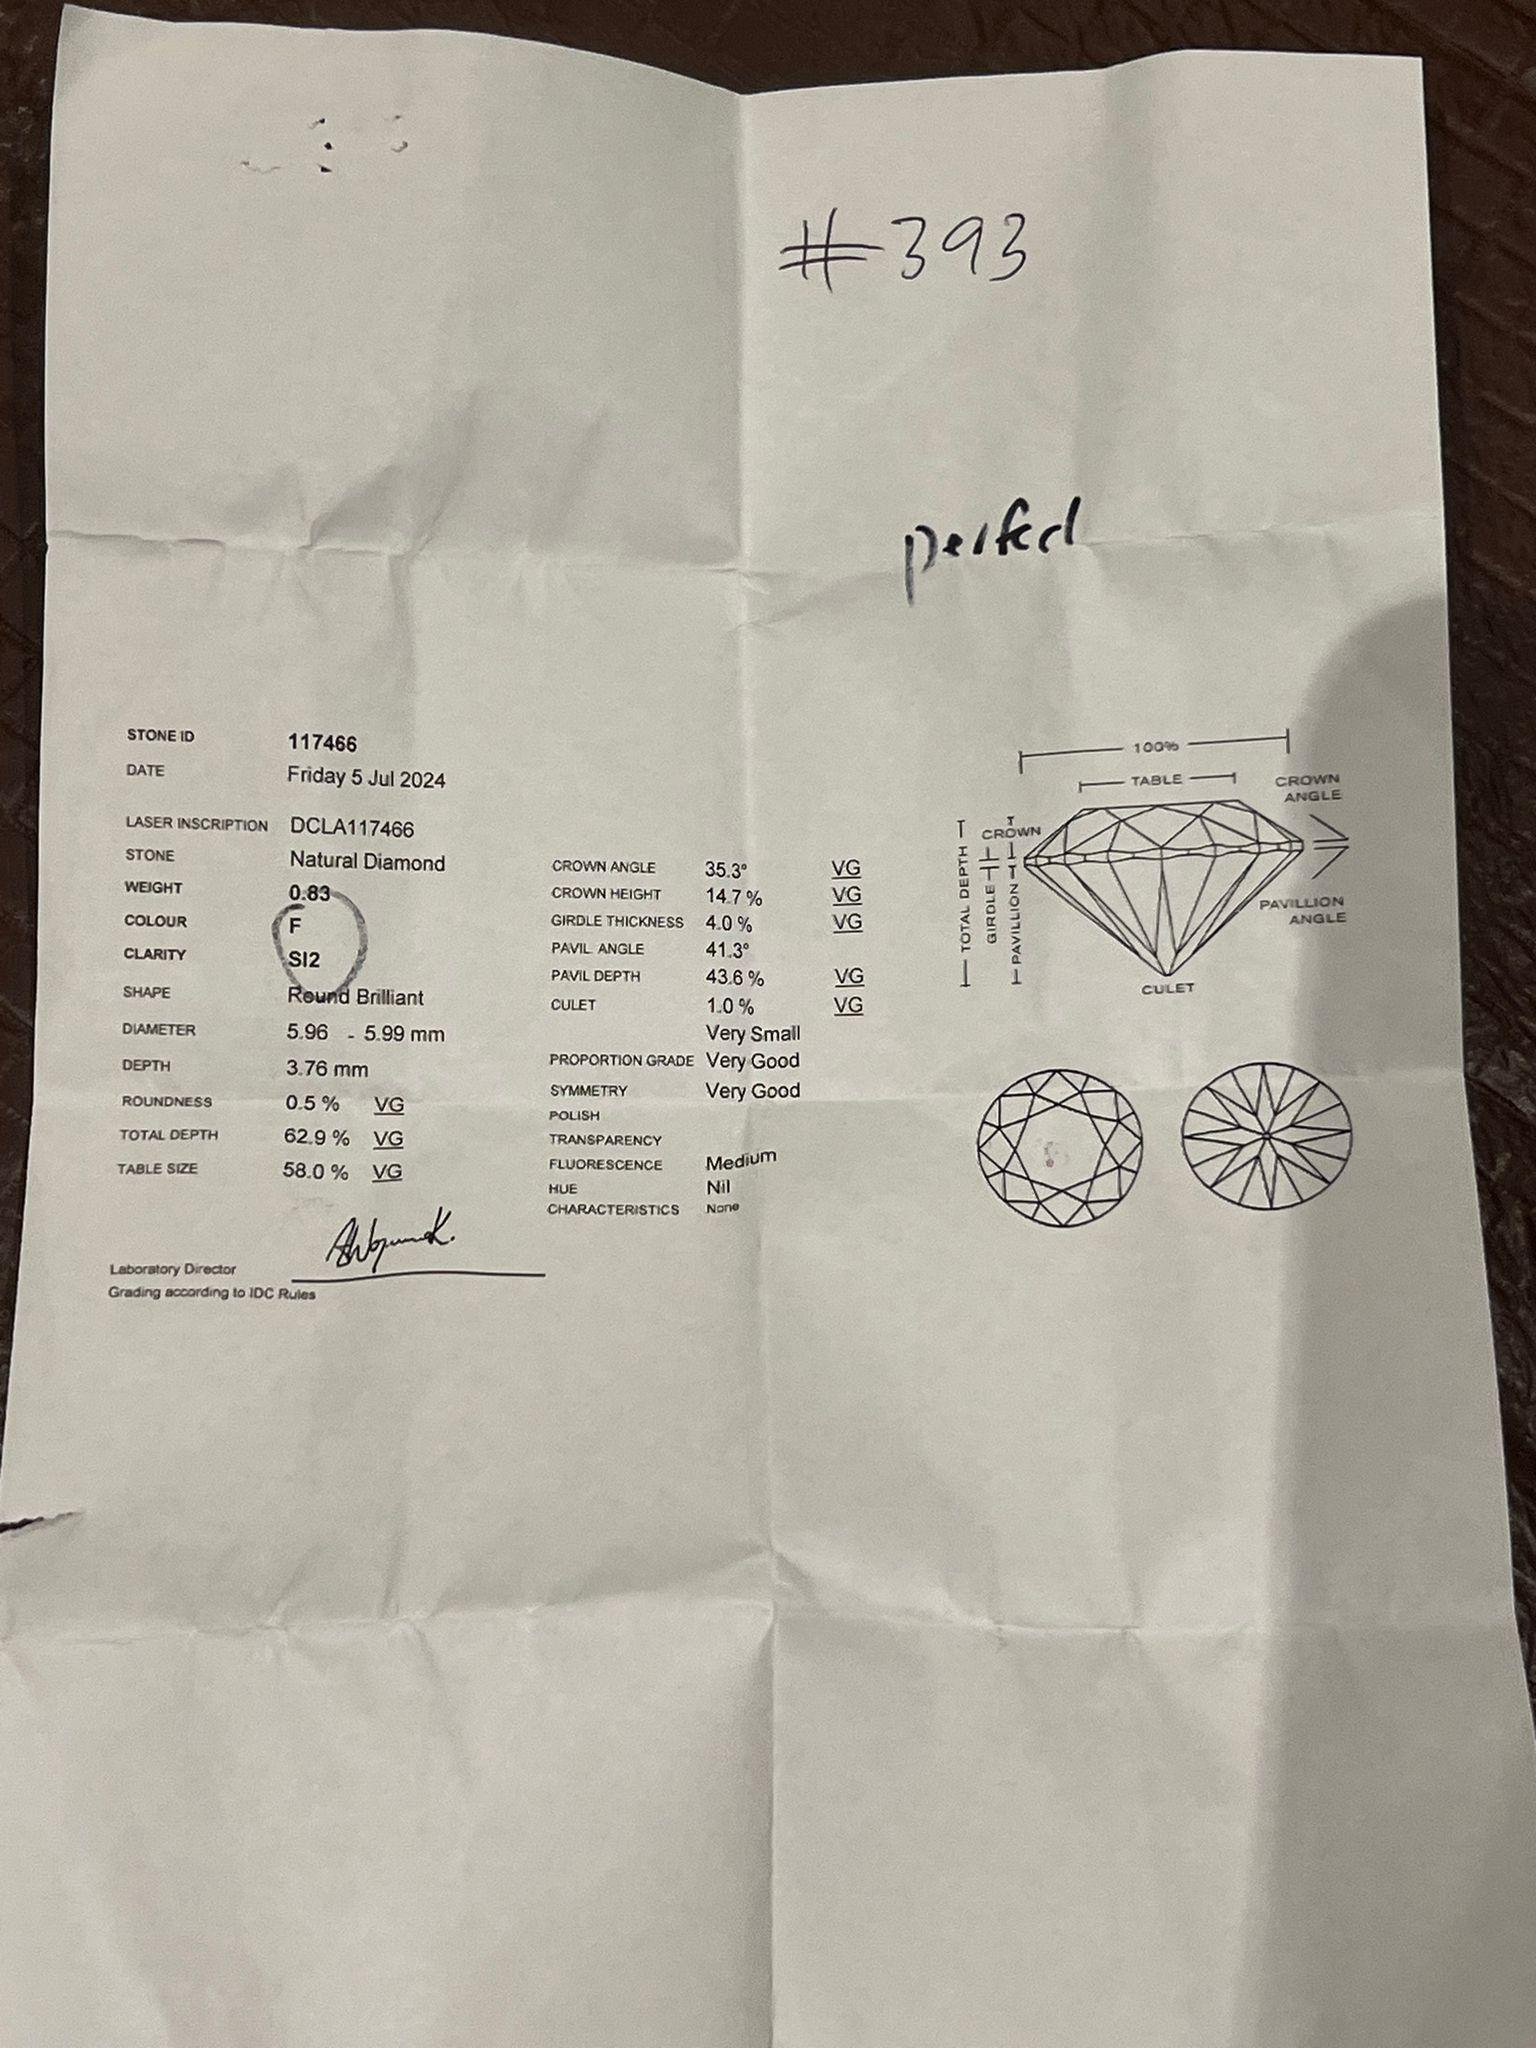 #393
perfect
STONE ID 117466
DATE Friday 5 Jul 2024
LASER INSCRIPTION DCLA117466
STONE Natural Diamond
WEIGHT 0.83
COLOUR F
CLARITY SI2
SHAPE Round Brilliant
DIAMETER 5.96 - 5.99 mm
DEPTH 3.76 mm
ROUNDNESS 0.5 % VG
TOTAL DEPTH 62.9 % VG
TABLE SIZE 58.0 % VG
CROWN ANGLE 35.3° VG
CROWN HEIGHT 14.7 % VG
GIRDLE THICKNESS 4.0 % VG
PAVIL. ANGLE 41.3°
PAVIL DEPTH 43.6 % VG
CULET 1.0 % VG
Very Small
PROPORTION GRADE Very Good
SYMMETRY Very Good
POLISH
TRANSPARENCY
FLUORESCENCE Medium
HUE Nil
CHARACTERISTICS None
100%
TABLE
CROWN
ANGLE
CROWN
TOTAL DEPTH
GIRDLE
PAVILLION
PAVILLION
ANGLE
CULET
Laboratory Director
Grading according to IDC Rules